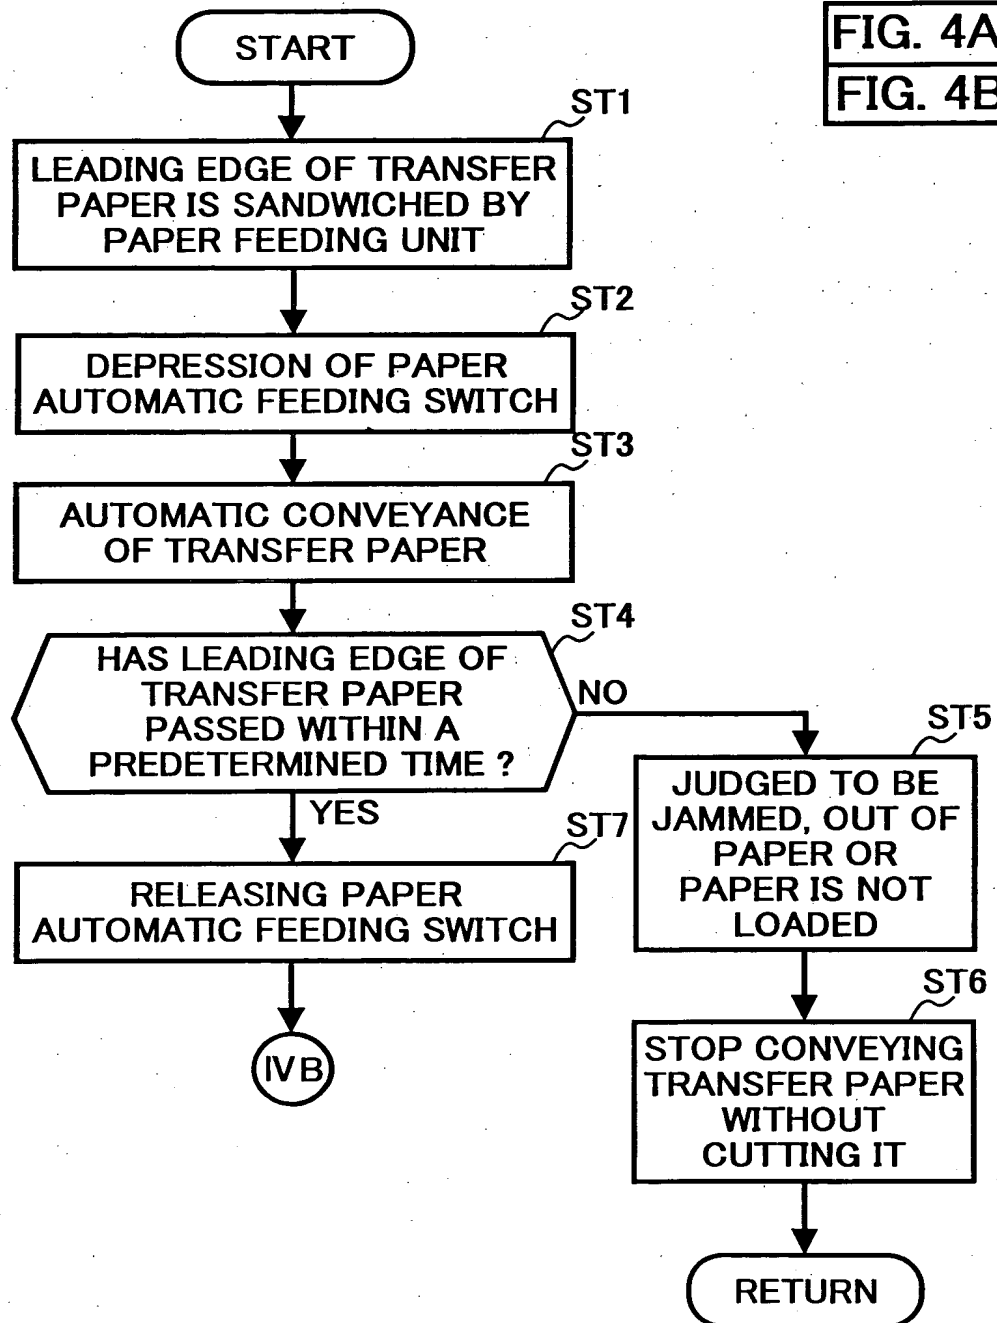 FIG. 4A
FIG. 4B
START
ST1
LEADING EDGE OF TRANSFER
PAPER IS SANDWICHED BY
PAPER FEEDING UNIT
ST2
DEPRESSION OF PAPER
AUTOMATIC FEEDING SWITCH
ST3
AUTOMATIC CONVEYANCE
OF TRANSFER PAPER
ST4
HAS LEADING EDGE OF
TRANSFER PAPER
PASSED WITHIN A
PREDETERMINED TIME ?
NO
YES
ST5
JUDGED TO BE
JAMMED, OUT OF
PAPER OR
PAPER IS NOT
LOADED
ST7
RELEASING PAPER
AUTOMATIC FEEDING SWITCH
IVB
ST6
STOP CONVEYING
TRANSFER PAPER
WITHOUT
CUTTING IT
RETURN